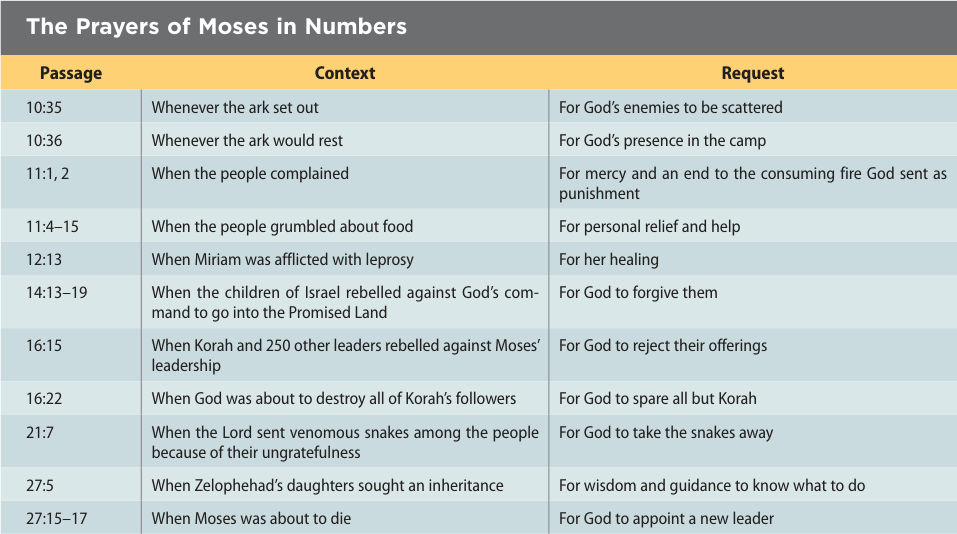 The Prayers of Moses in Numbers
Passage Context Request
10:35 Whenever the ark set out For God’s enemies to be scattered
10:36 Whenever the ark would rest For God’s presence in the camp
11:1, 2 When the people complained For mercy and an end to the consuming fire God sent as
punishment
11:4–15 When the people grumbled about food For personal relief and help
12:13 When Miriam was afflicted with leprosy For her healing
14:13–19 When the children of Israel rebelled against God’s com-
mand to go into the Promised Land
For God to forgive them
16:15 When Korah and 250 other leaders rebelled against Moses’
leadership
For God to reject their offerings
16:22 When God was about to destroy all of Korah’s followers For God to spare all but Korah
21:7 When the Lord sent venomous snakes among the people
because of their ungratefulness
For God to take the snakes away
27:5 When Zelophehad’s daughters sought an inheritance For wisdom and guidance to know what to do
27:15–17 When Moses was about to die For God to appoint a new leader